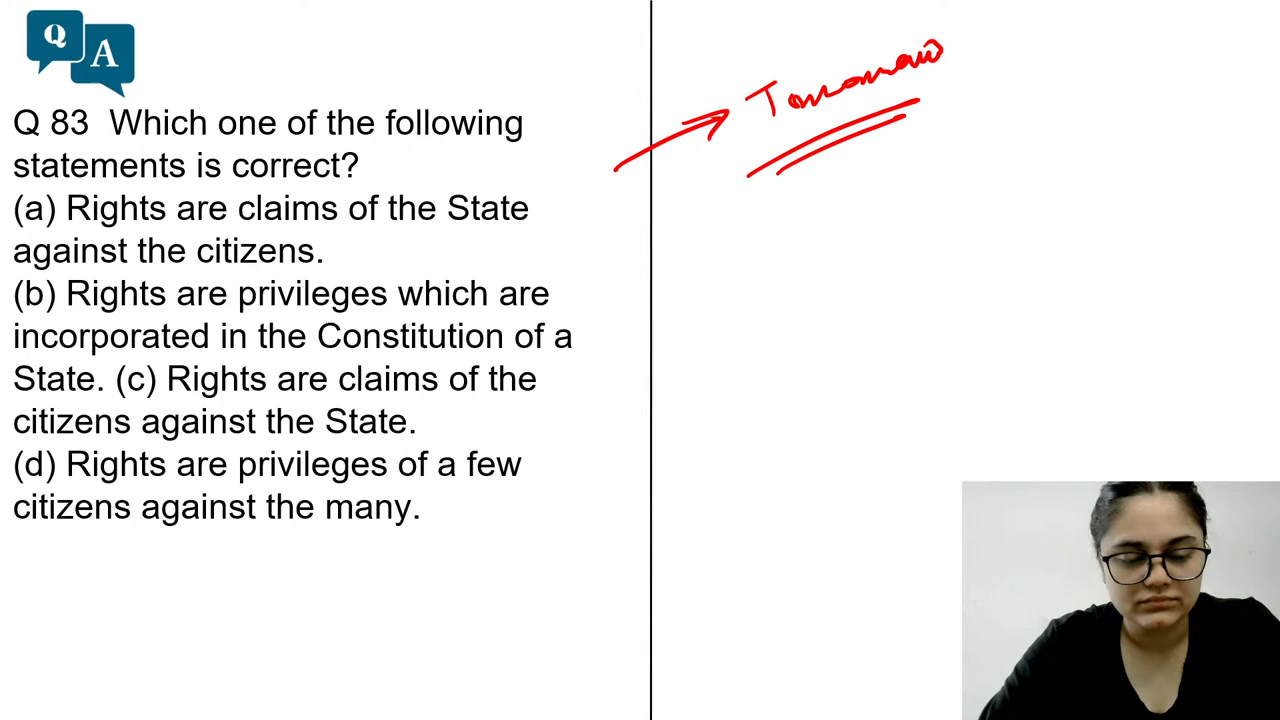 Q
A
Q 83 Which one of the following
statements is correct?
(a) Rights are claims of the State
against the citizens.
(b) Rights are privileges which are
incorporated in the Constitution of a
State. (c) Rights are claims of the
citizens against the State.
(d) Rights are privileges of a few
citizens against the many.